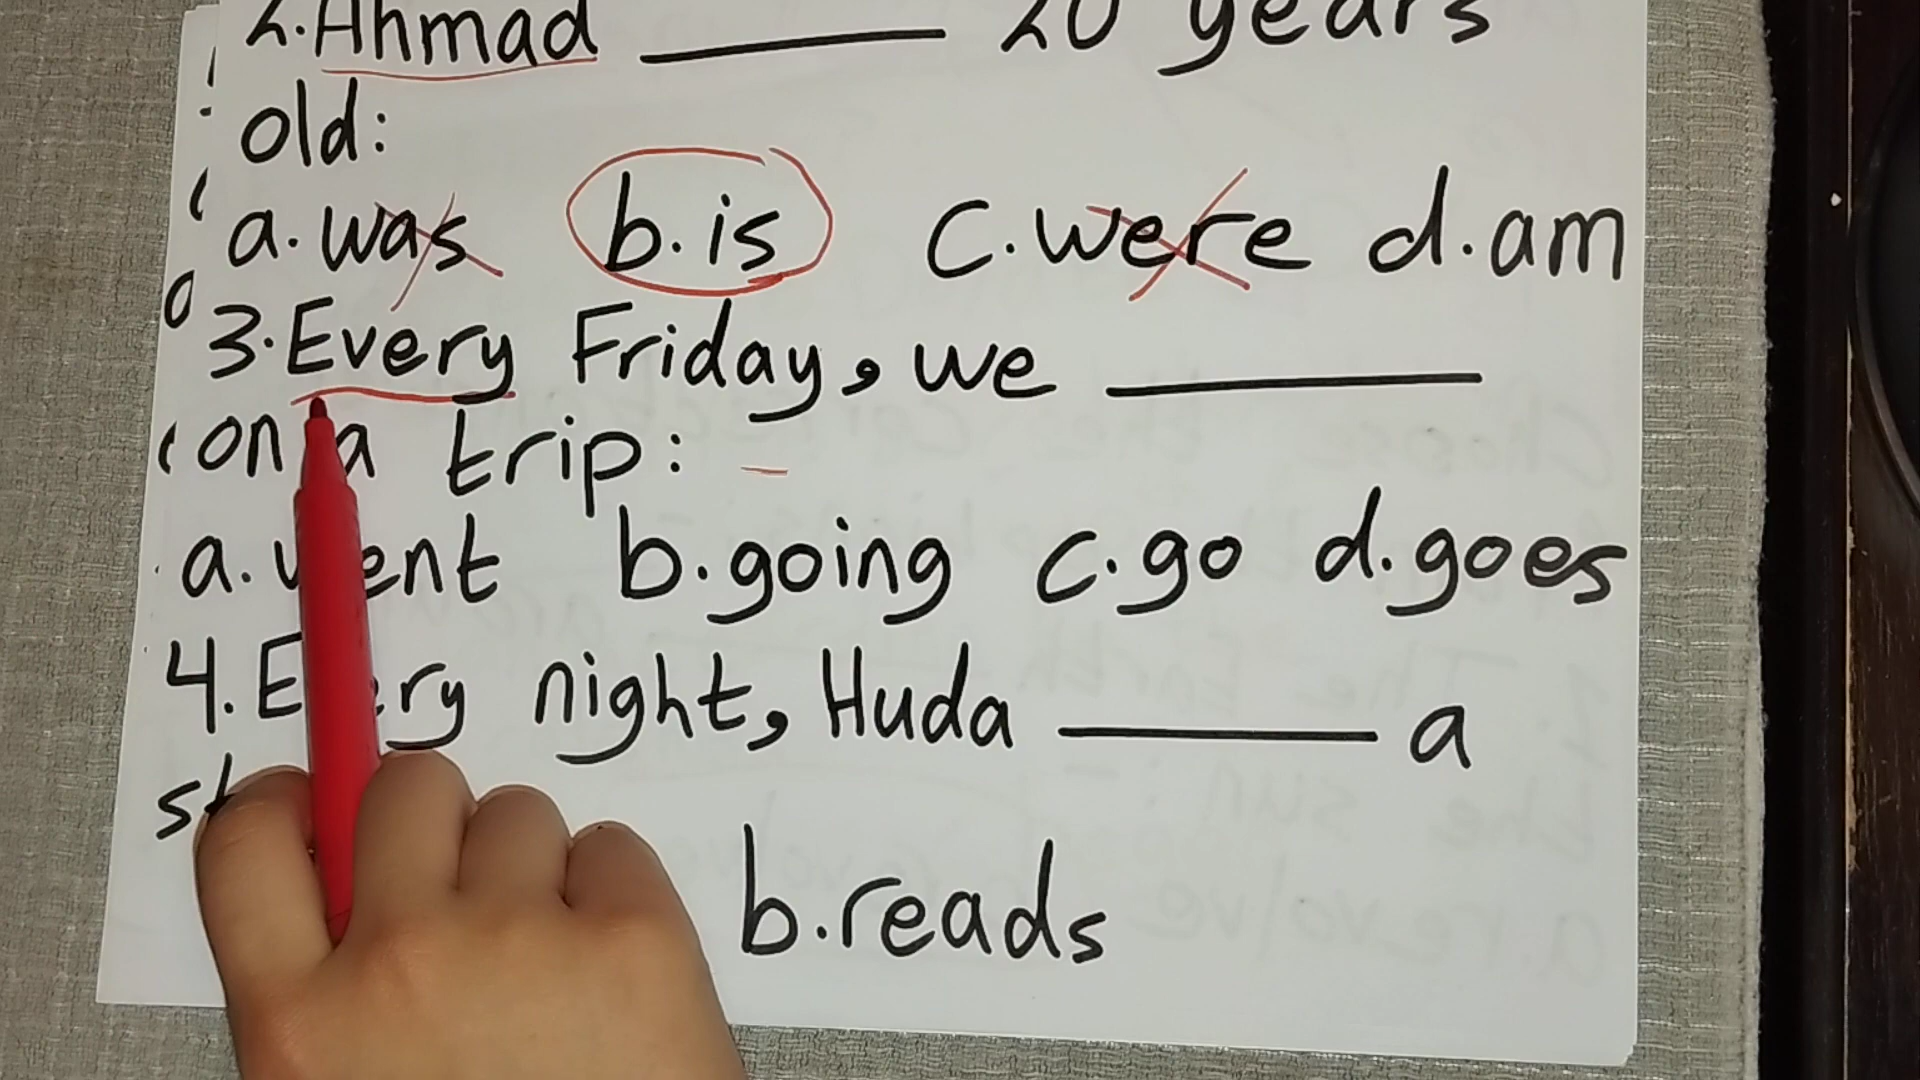 2. Ahmad ______ 20 years
old:
a. was b. is c. were d. am
3. Every Friday, we ______
on a trip:
a. went b. going c. go d. goes
4. Every night, Huda ______ a
b. reads